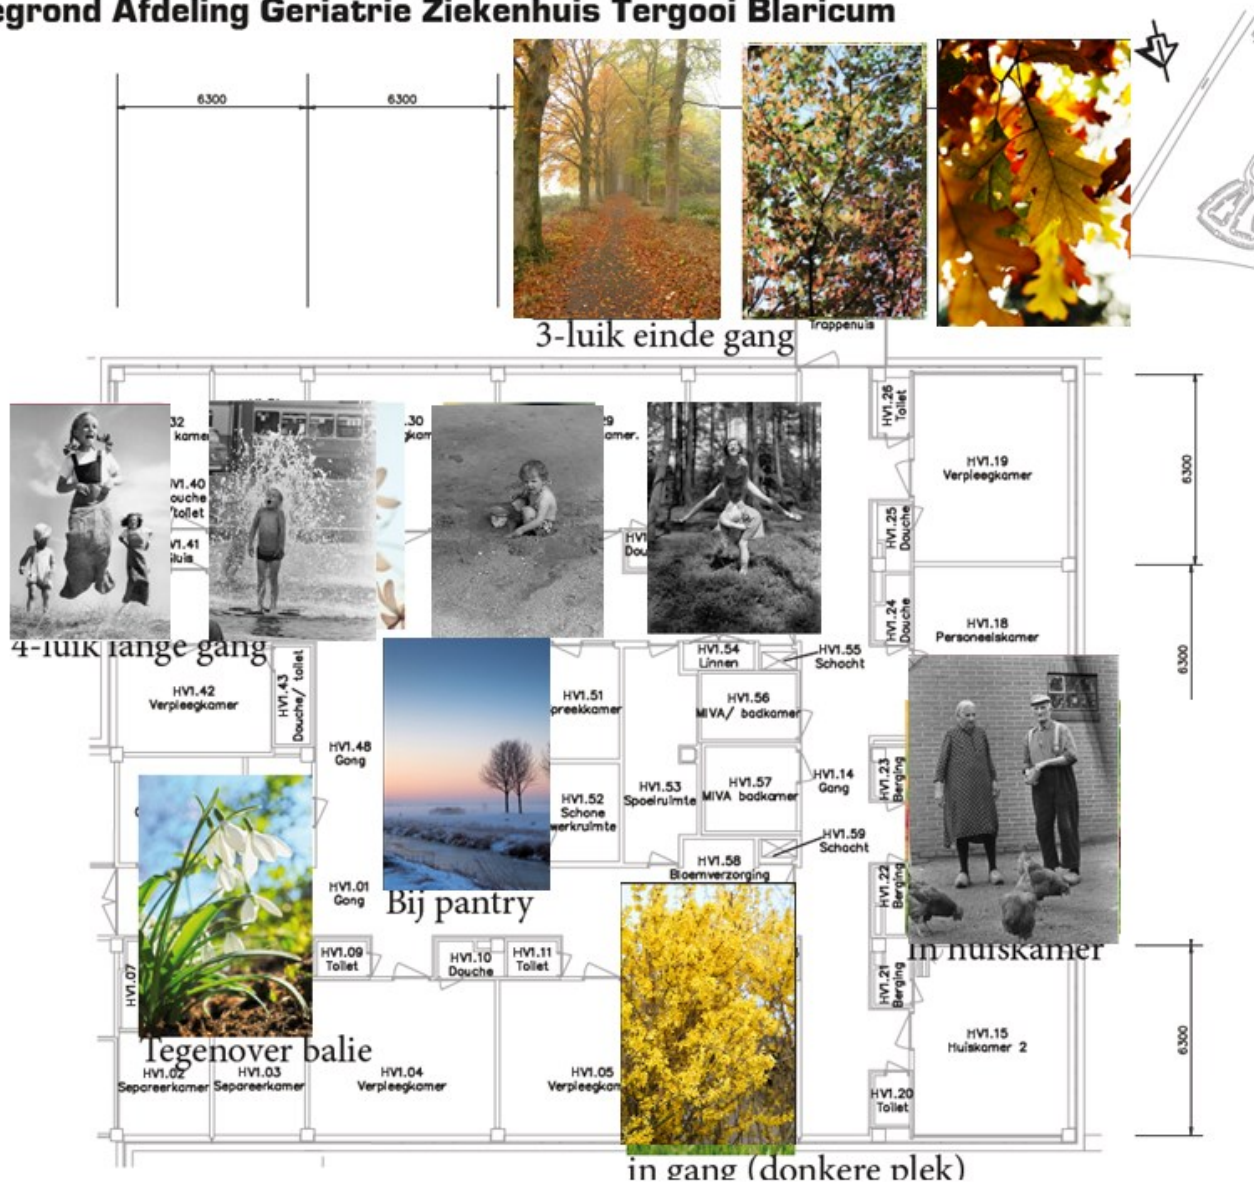 egrond Afdeling Geriatrie Ziekenhuis Tergooi Blaricum
6300
6300
Trappenuis
3-luik einde gang
32
kame
.30
gkam
29
amer.
HV1.26
Toilet
HV1.19
Verpleegkamer
6300
HV1.40
ouche
/toilet
V1.41
Sluis
HV1
Dou
HV1.25
Douche
HV1.24
Douche
HV1.18
Personeelskamer
6300
4-luik lange gang
HV1.42
Verpleegkamer
HV1.43
Douche/ toilet
HV1.48
Gang
HV1.51
preekkamer
HV1.54
Linnen
HV1.55
Schacht
HV1.56
MIVA/ badkamer
HV1.52
Schone
werkruimte
HV1.53
Spoelruimte
HV1.57
MIVA badkamer
HV1.14
Gang
HV1.23
Berging
HV1.58
Bloemverzorging
HV1.59
Schacht
HV1.22
Berging
HV1.01
Gang
Bij pantry
in huiskamer
HV1.07
HV1.09
Toilet
HV1.10
Douche
HV1.11
Toilet
HV1.21
Berging
HV1.15
Huiskamer 2
6300
Tegenover balie
HV1.02
Separeerkamer
HV1.03
Separeerkamer
HV1.04
Verpleegkamer
HV1.05
Verpleegkam
HV1.20
Toilet
in gang (donkere plek)